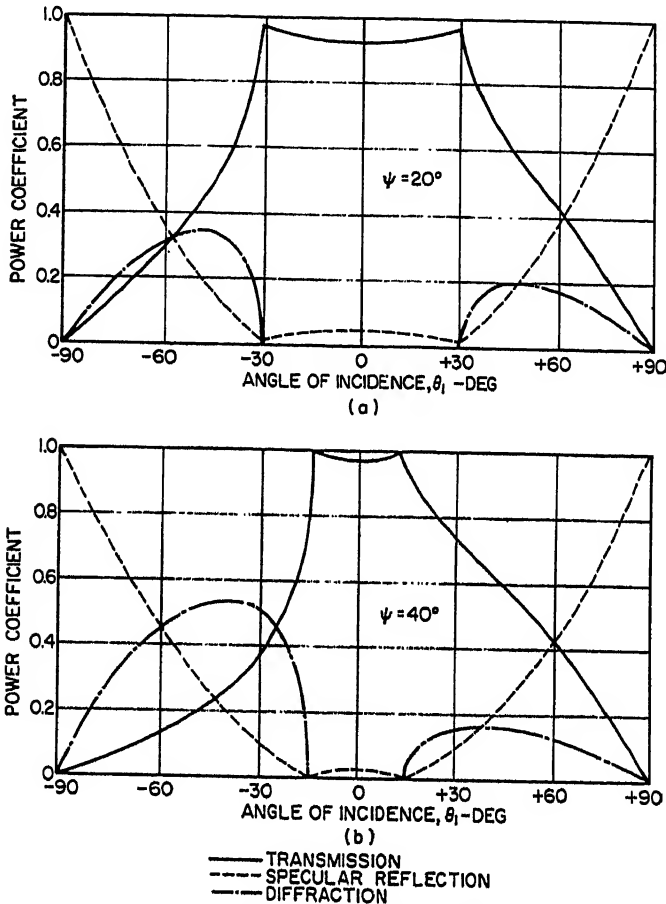 1.0
0.8
0.6
0.4
0.2
0
POWER COEFFICIENT
ψ = 20°
-90 -60 -30 0 +30 +60 +90
ANGLE OF INCIDENCE, θ₁ -DEG
(a)
1.0
0.8
0.6
0.4
0.2
0
POWER COEFFICIENT
ψ = 40°
-90 -60 -30 0 +30 +60 +90
ANGLE OF INCIDENCE, θ₁ -DEG
(b)
TRANSMISSION
SPECULAR REFLECTION
DIFFRACTION